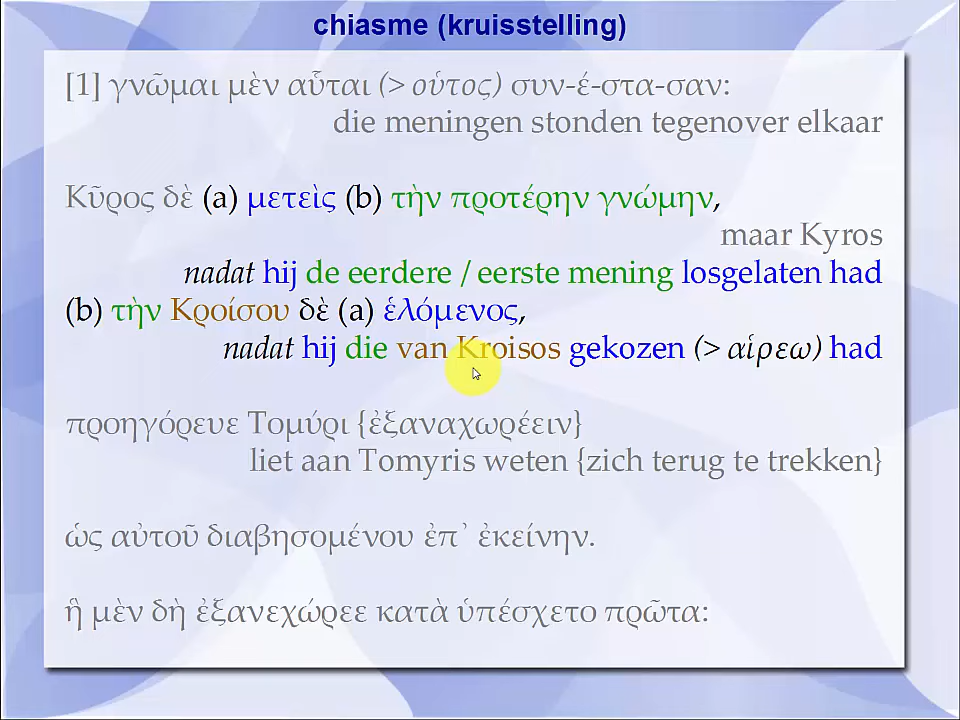 chiasme (kruisstelling)
[1] γνῶμαι μὲν αὗται (> οὑτος) συν-έ-στα-σαν:
die meningen stonden tegenover elkaar
Κῦρος δὲ (a) μετεὶς (b) τὴν προτέρην γνώμην,
maar Kyros
nadat hij de eerdere / eerste mening losgelaten had
(b) τὴν Κροίσου δὲ (a) ἑλόμενος,
nadat hij die van Kroisos gekozen (> αἱρεω) had
προηγόρευε Τομύρι {ἐξαναχωρέειν}
liet aan Tomyris weten {zich terug te trekken}
ὡς αὐτοῦ διαβησομένου ἐπ᾽ ἐκείνην.
ἣ μὲν δὴ ἐξανεχώρεε κατὰ ὑπέσχετο πρῶτα: